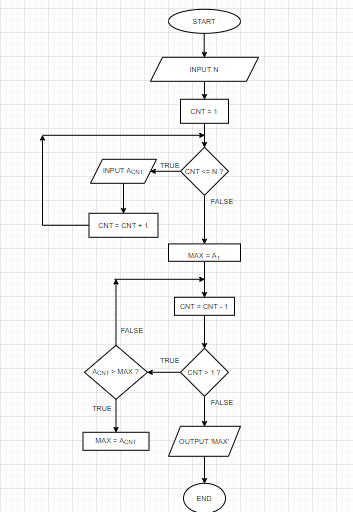 START
INPUT N
CNT = 1
CNT <= N ?
TRUE
INPUT ACNT
CNT = CNT + 1
FALSE
MAX = A1
CNT = CNT - 1
CNT > 1 ?
TRUE
ACNT > MAX ?
FALSE
TRUE
MAX = ACNT
FALSE
OUTPUT 'MAX'
END